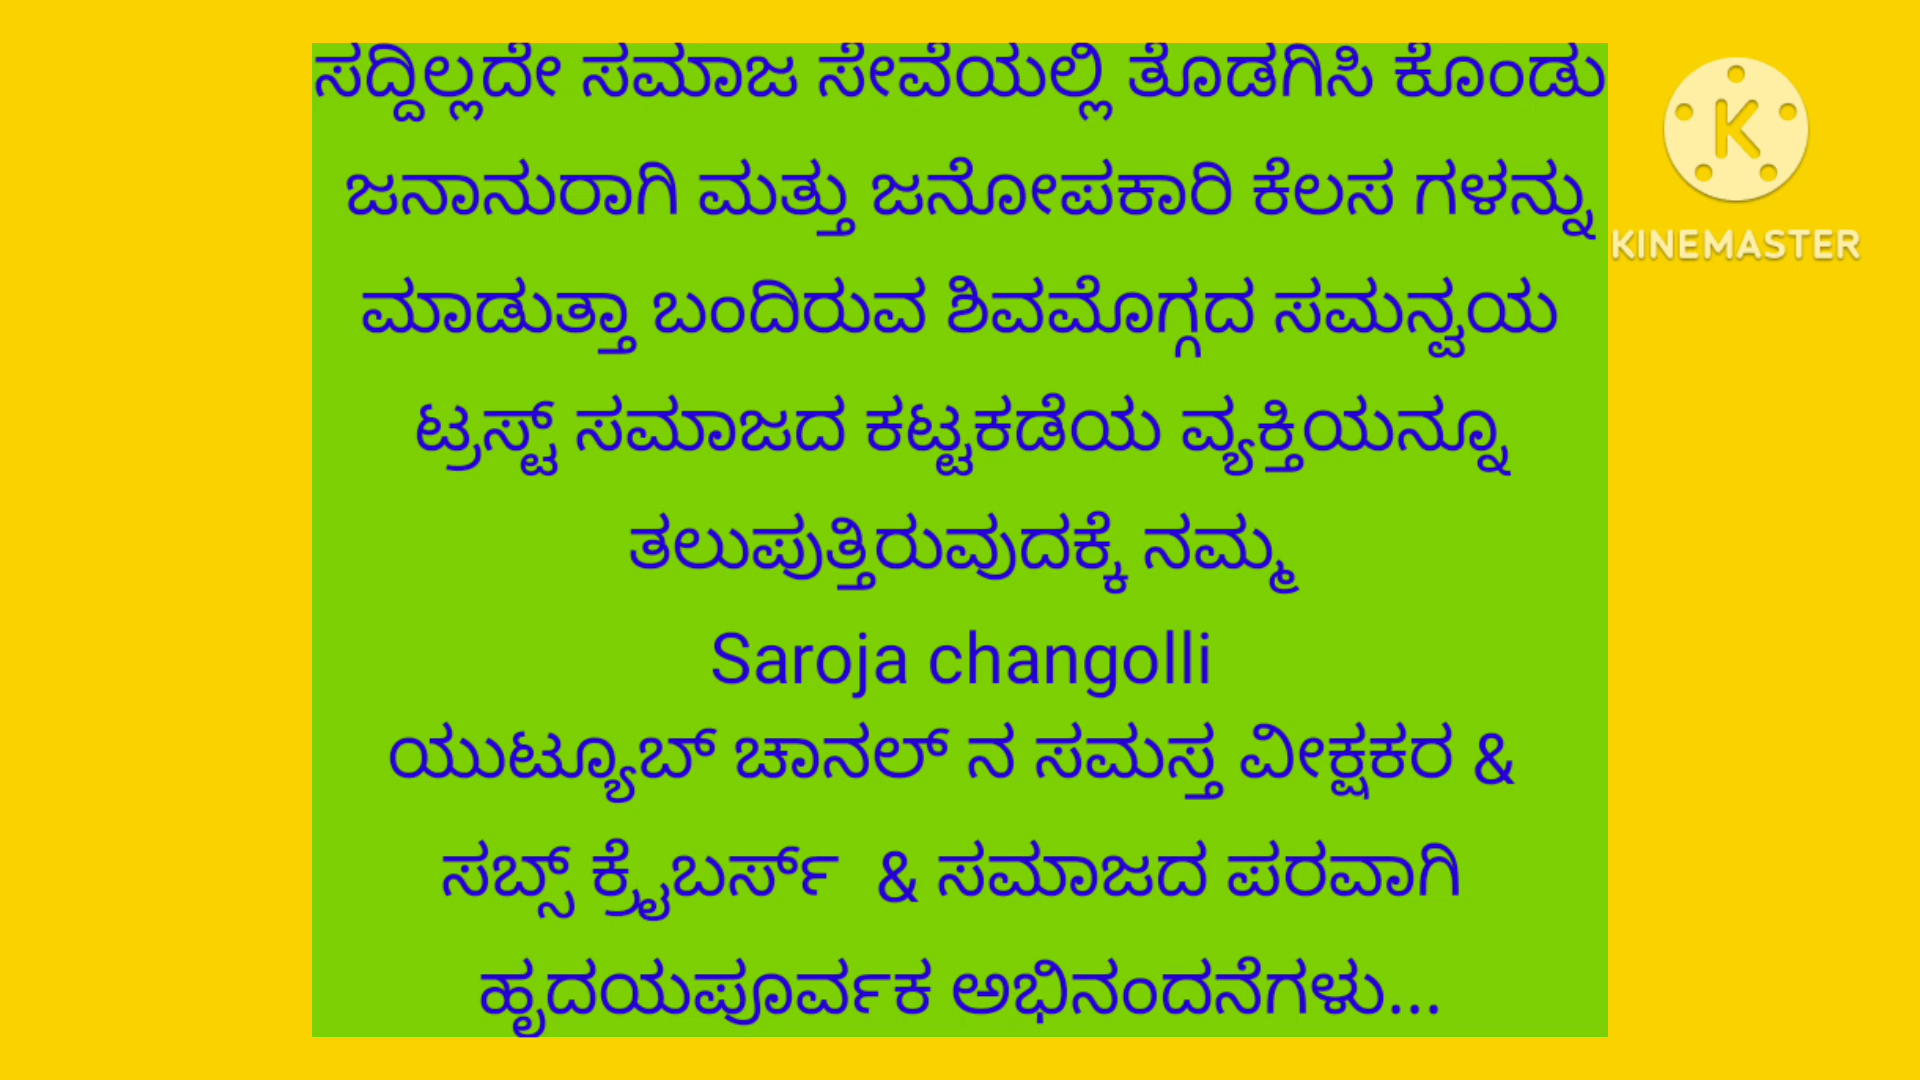 ಸದ್ದಿಲ್ಲದೇ ಸಮಾಜ ಸೇವೆಯಲ್ಲಿ ತೊಡಗಿಸಿ ಕೊಂಡು
ಜನಾನುರಾಗಿ ಮತ್ತು ಜನೋಪಕಾರಿ ಕೆಲಸ ಗಳನ್ನು
ಮಾಡುತ್ತಾ ಬಂದಿರುವ ಶಿವಮೊಗ್ಗದ ಸಮನ್ವಯ
ಟ್ರಸ್ಟ್ ಸಮಾಜದ ಕಟ್ಟಕಡೆಯ ವ್ಯಕ್ತಿಯನ್ನೂ
ತಲುಪುತ್ತಿರುವುದಕ್ಕೆ ನಮ್ಮ
Saroja changolli
ಯುಟ್ಯೂಬ್ ಚಾನಲ್ ನ ಸಮಸ್ತ ವೀಕ್ಷಕರ &
ಸಬ್ಸ್ ಕ್ರೈಬರ್ಸ್ & ಸಮಾಜದ ಪರವಾಗಿ
ಹೃದಯಪೂರ್ವಕ ಅಭಿನಂದನೆಗಳು...
K
KINEMASTER